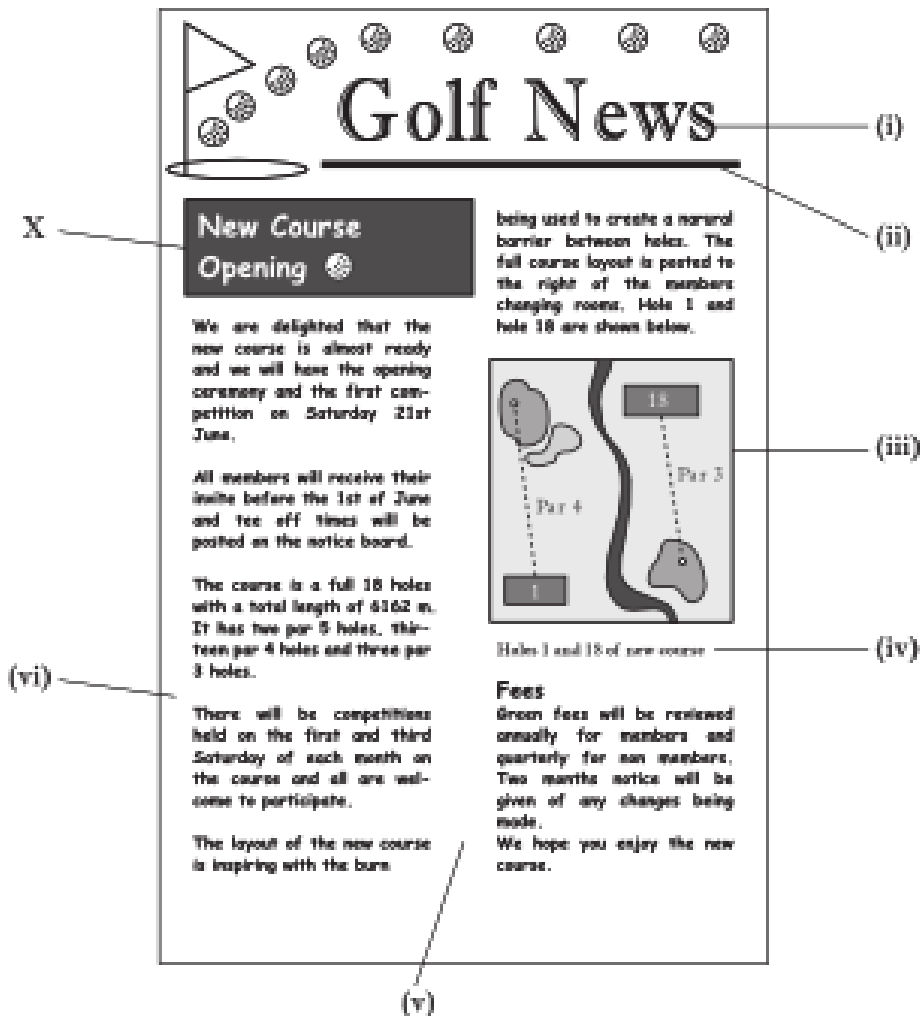 Golf News
(i)
(ii)
X
New Course
Opening
We are delighted that the
new course is almost ready
and we will have the opening
ceremony and the first com-
petition on Saturday 21st
June.
All members will receive their
invite before the 1st of June
and tee off times will be
posted on the notice board.
The course is a full 18 holes
with a total length of 6162 m.
It has two par 5 holes, thir-
teen par 4 holes and three par
3 holes.
(vi)
There will be competitions
held on the first and third
Saturday of each month on
the course and all are wel-
come to participate.
The layout of the new course
is inspiring with the burn
(v)
being used to create a narural
barrier between holes. The
full course layout is posted to
the right of the members
changing rooms. Hole 1 and
hole 18 are shown below.
18
Par 3
Par 4
1
(iii)
Holes 1 and 18 of new course
(iv)
Fees
Green fees will be reviewed
annually for members and
quarterly for non members.
Two months notice will be
given of any changes being
made.
We hope you enjoy the new
course.